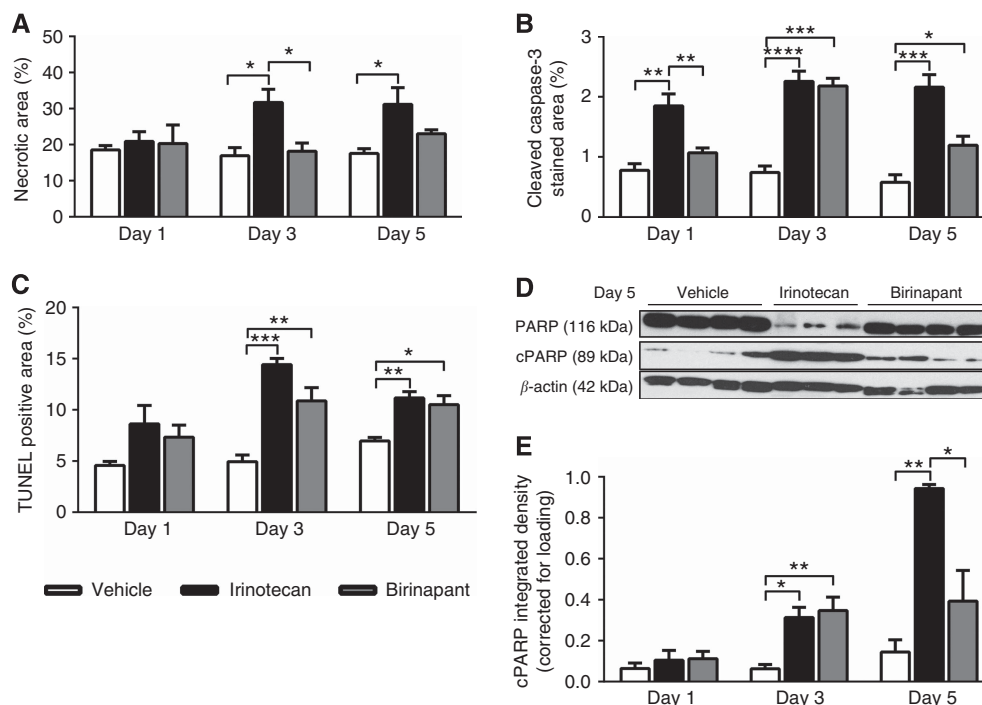 A
Necrotic area (%)
50
40
30
20
10
0
* * *
Day 1 Day 3 Day 5
B
Cleaved caspase-3
stained area (%)
3
2
1
0
** **
***
****
*
***
Day 1 Day 3 Day 5
C
TUNEL positive area (%)
20
15
10
5
0
**
***
*
**
Day 1 Day 3 Day 5
Vehicle Irinotecan Birinapant
D
Day 5 Vehicle Irinotecan Birinapant
PARP (116 kDa)
cPARP (89 kDa)
β-actin (42 kDa)
E
cPARP integrated density
(corrected for loading)
1.0
0.8
0.6
0.4
0.2
0.0
**
*
** *
Day 1 Day 3 Day 5